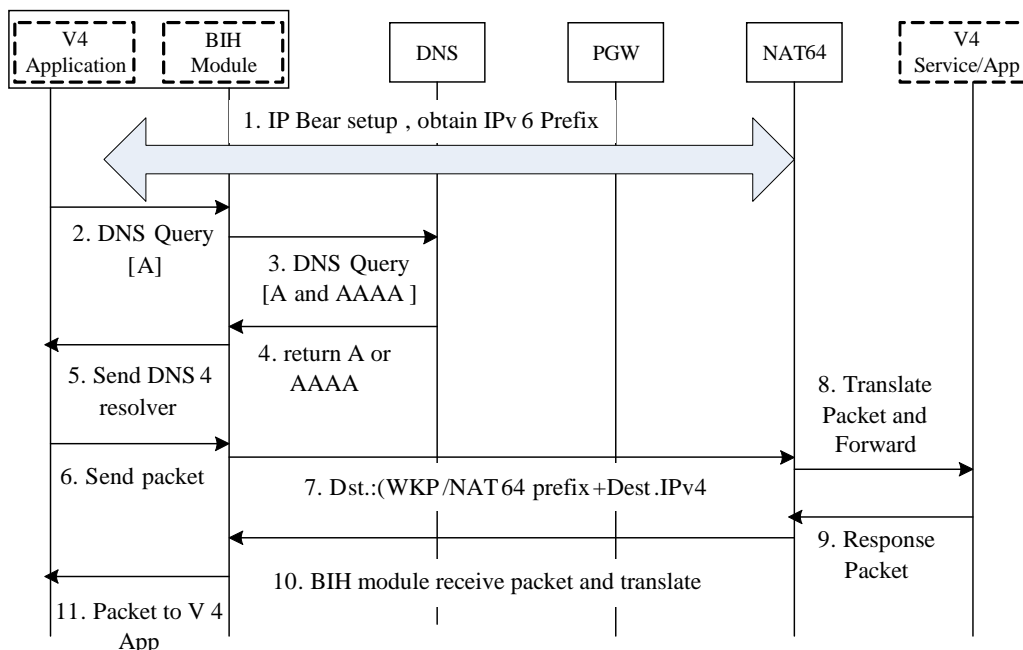 V4
Application
BIH
Module
DNS
PGW
NAT64
V4
Service/App
1. IP Bear setup , obtain IPv 6 Prefix
2. DNS Query
[A]
3. DNS Query
[A and AAAA ]
4. return A or
AAAA
5. Send DNS 4
resolver
6. Send packet
7. Dst.:(WKP/NAT64 prefix+Dest.IPv4
8. Translate
Packet and
Forward
9. Response
Packet
10. BIH module receive packet and translate
11. Packet to V 4
App